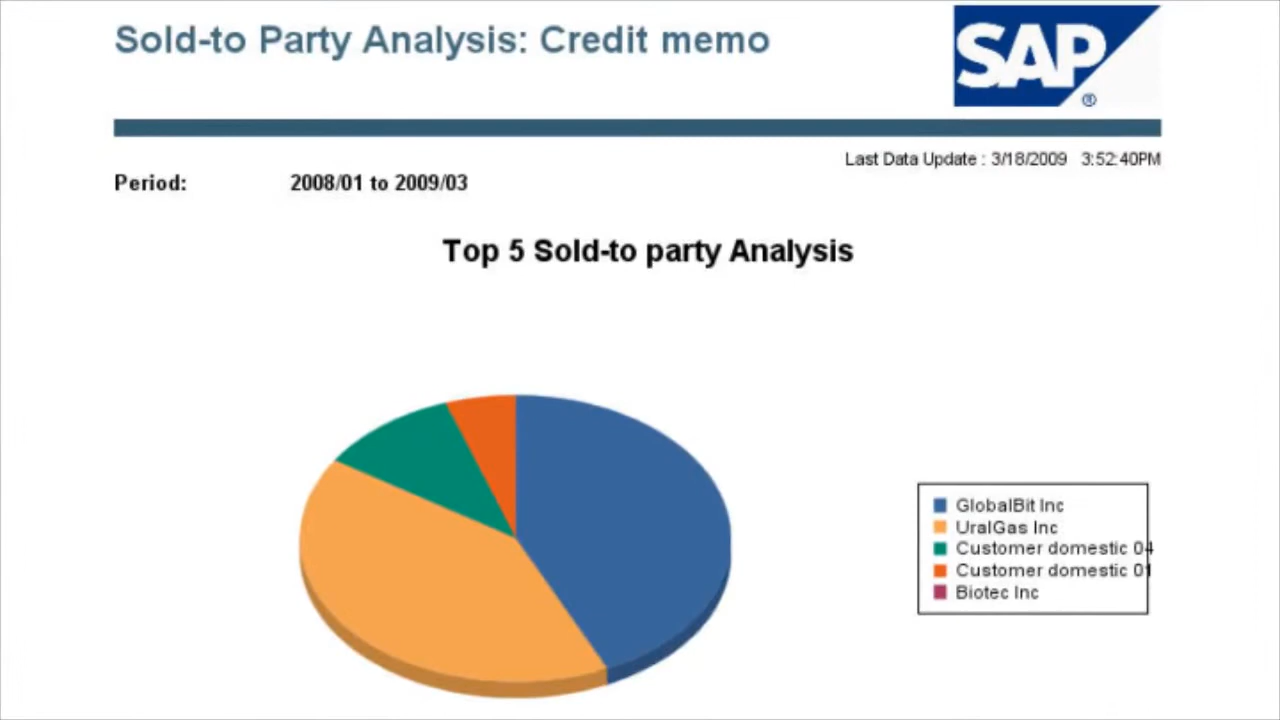 Sold-to Party Analysis: Credit memo
SAP
®
Last Data Update : 3/18/2009 3:52:40PM
Period: 2008/01 to 2009/03
Top 5 Sold-to party Analysis
GlobalBit Inc
UralGas Inc
Customer domestic 04
Customer domestic 01
Biotec Inc